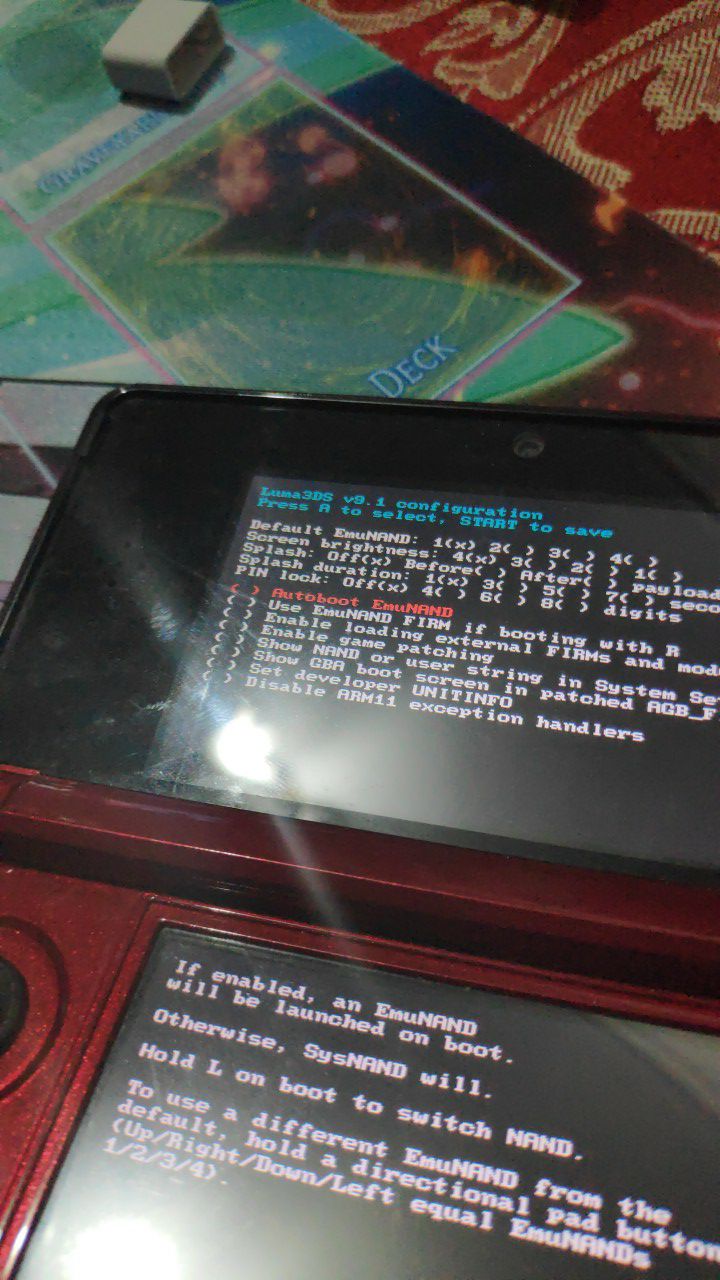 GRAVEYARD
DECK
Luma3DS v9.1 configuration
Press A to select, START to save
Default EmuNAND: 1(x) 2( ) 3( ) 4( )
Screen brightness: 4(x) 3( ) 2( ) 1( )
Splash: Off(x) Before( ) After( ) payload
Splash duration: 1(x) 3( ) 5( ) 7( ) seco
PIN lock: Off(x) 4( ) 6( ) 8( ) digits
( ) Autoboot EmuNAND
( ) Use EmuNAND FIRM if booting with R
( ) Enable loading external FIRMs and mod
( ) Enable game patching
( ) Show NAND or user string in System Se
( ) Show GBA boot screen in patched AGB_F
( ) Set developer UNITINFO
( ) Disable ARM11 exception handlers
If enabled, an EmuNAND
will be launched on boot.
Otherwise, SysNAND will.
Hold L on boot to switch NAND.
To use a different EmuNAND from the
default, hold a directional pad button
(Up/Right/Down/Left equal EmuNANDs
1/2/3/4).